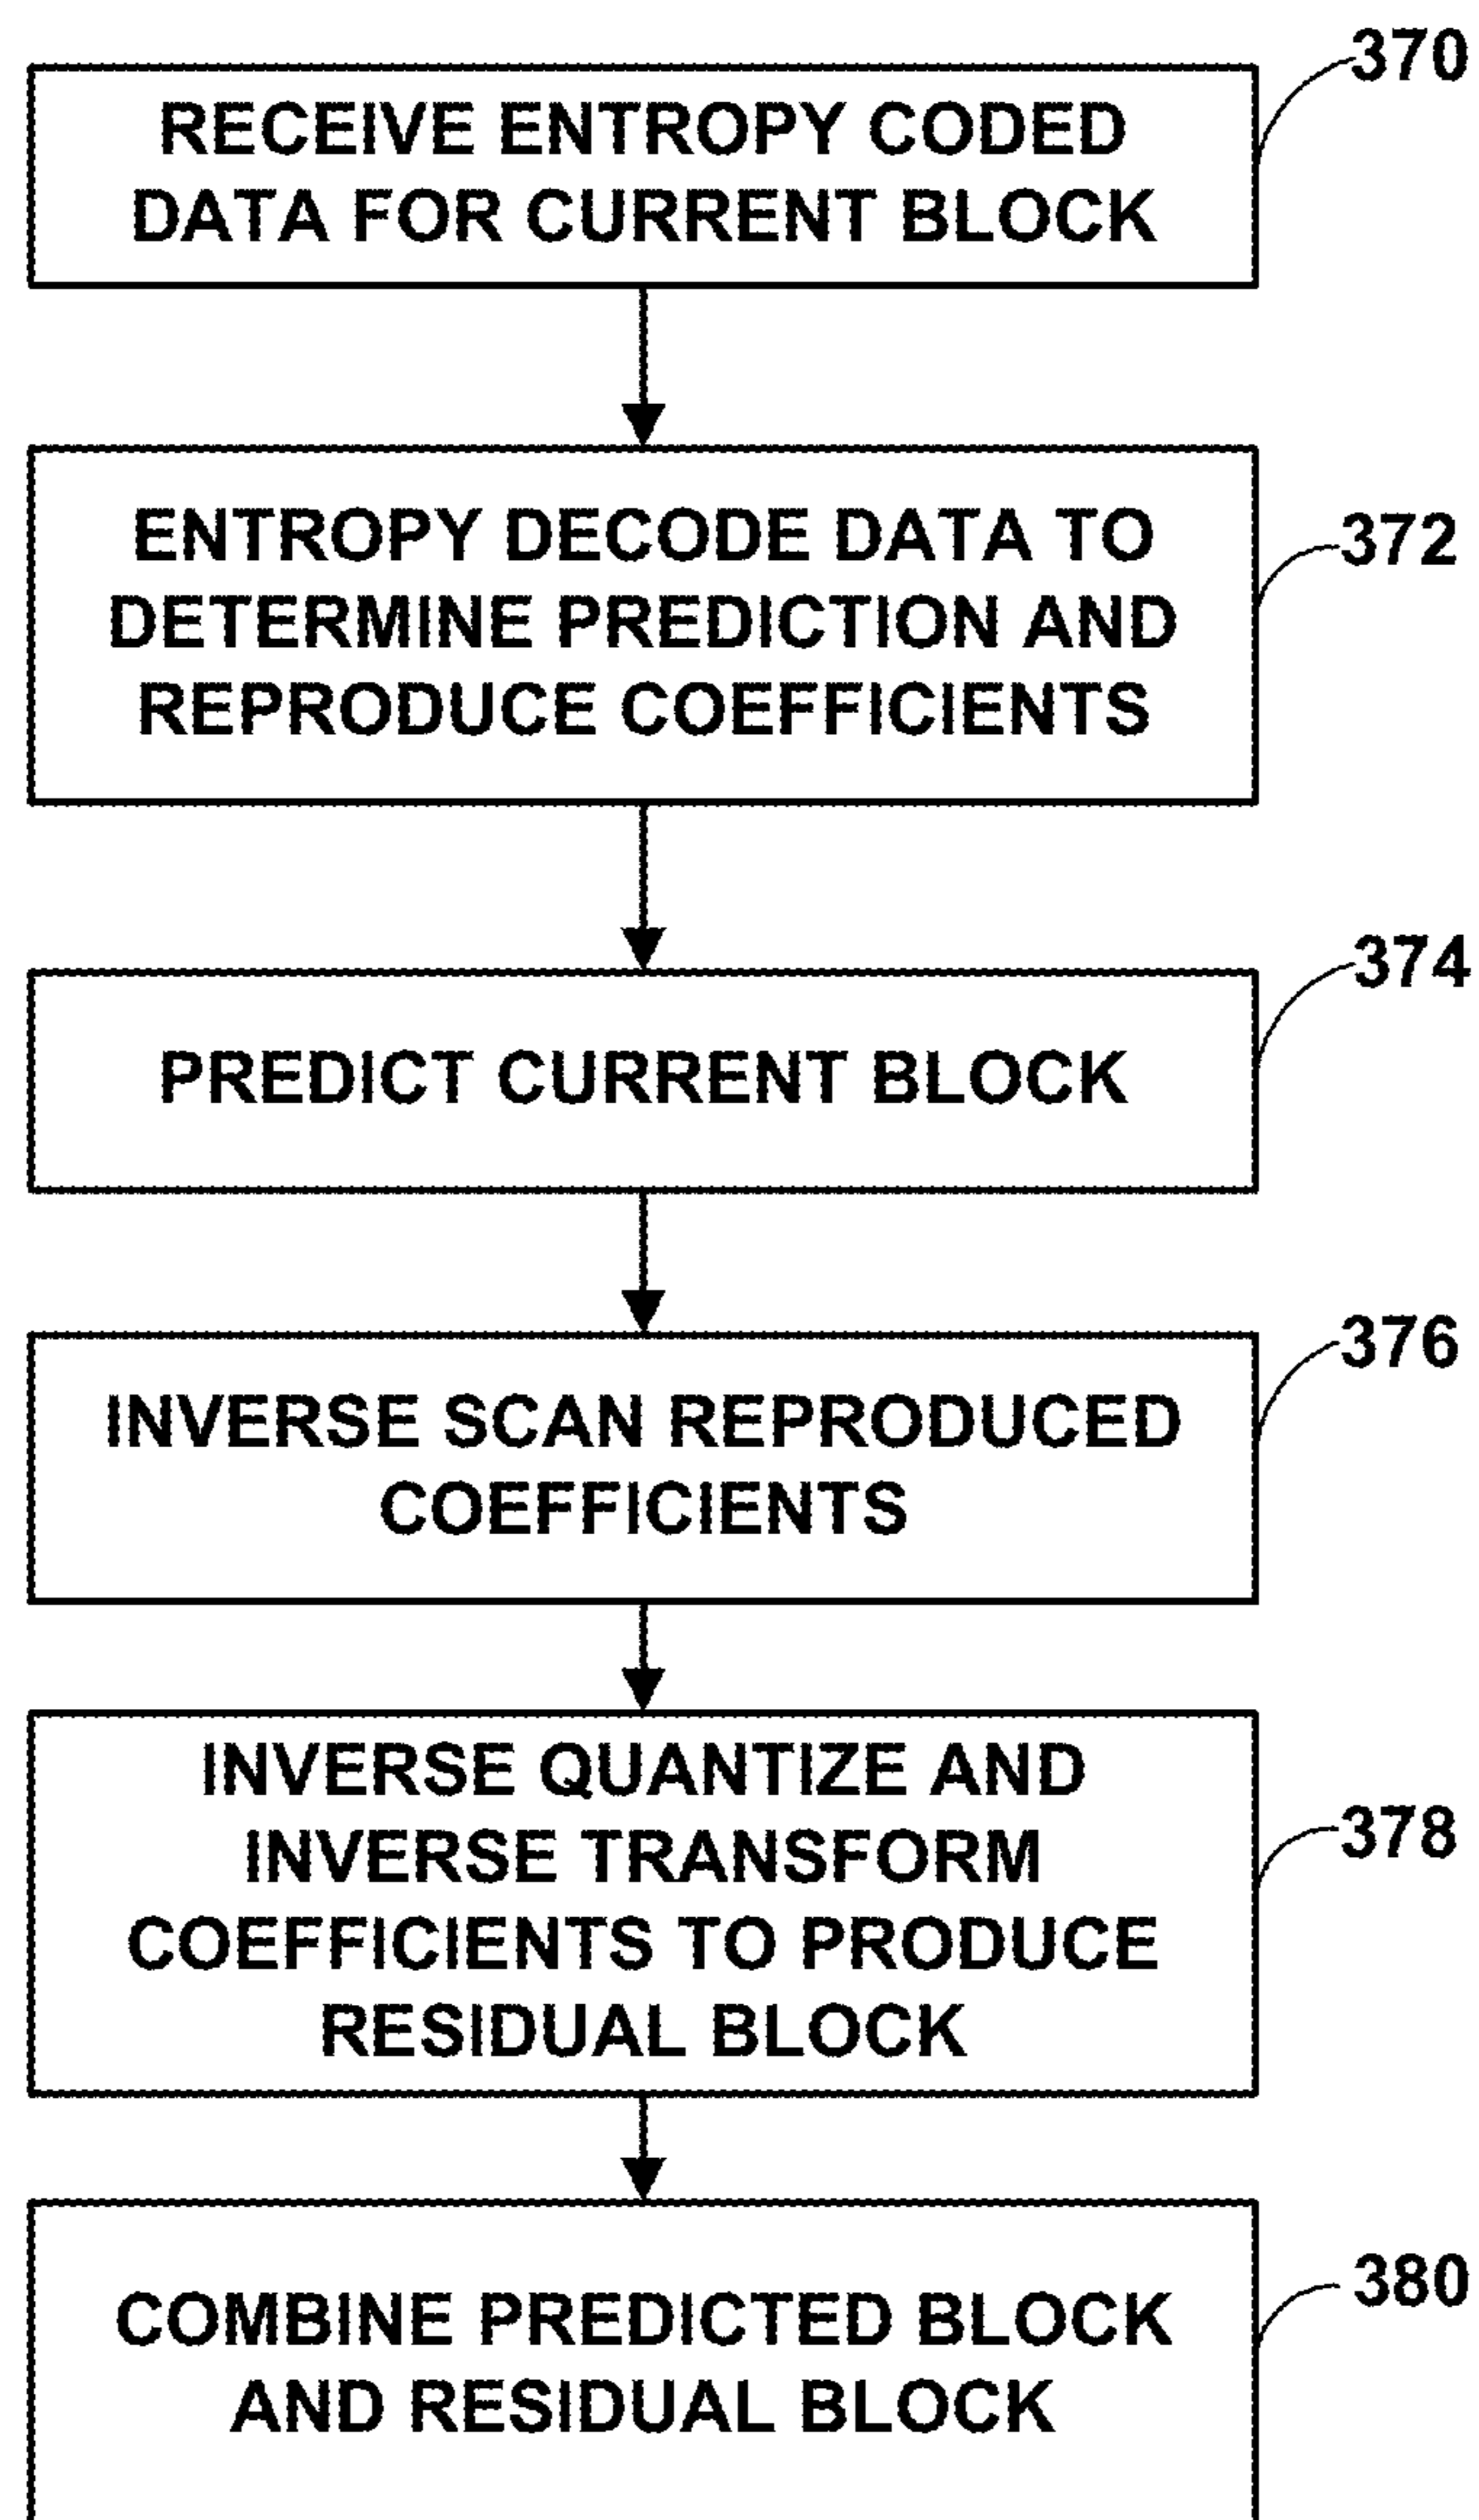 370
RECEIVE ENTROPY CODED
DATA FOR CURRENT BLOCK
372
ENTROPY DECODE DATA TO
DETERMINE PREDICTION AND
REPRODUCE COEFFICIENTS
374
PREDICT CURRENT BLOCK
376
INVERSE SCAN REPRODUCED
COEFFICIENTS
378
INVERSE QUANTIZE AND
INVERSE TRANSFORM
COEFFICIENTS TO PRODUCE
RESIDUAL BLOCK
380
COMBINE PREDICTED BLOCK
AND RESIDUAL BLOCK